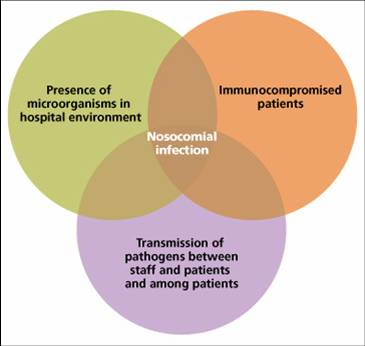 Presence of
microorganisms in
hospital environment
Immunocompromised
patients
Nosocomial
infection
Transmission of
pathogens between
staff and patients
and among patients